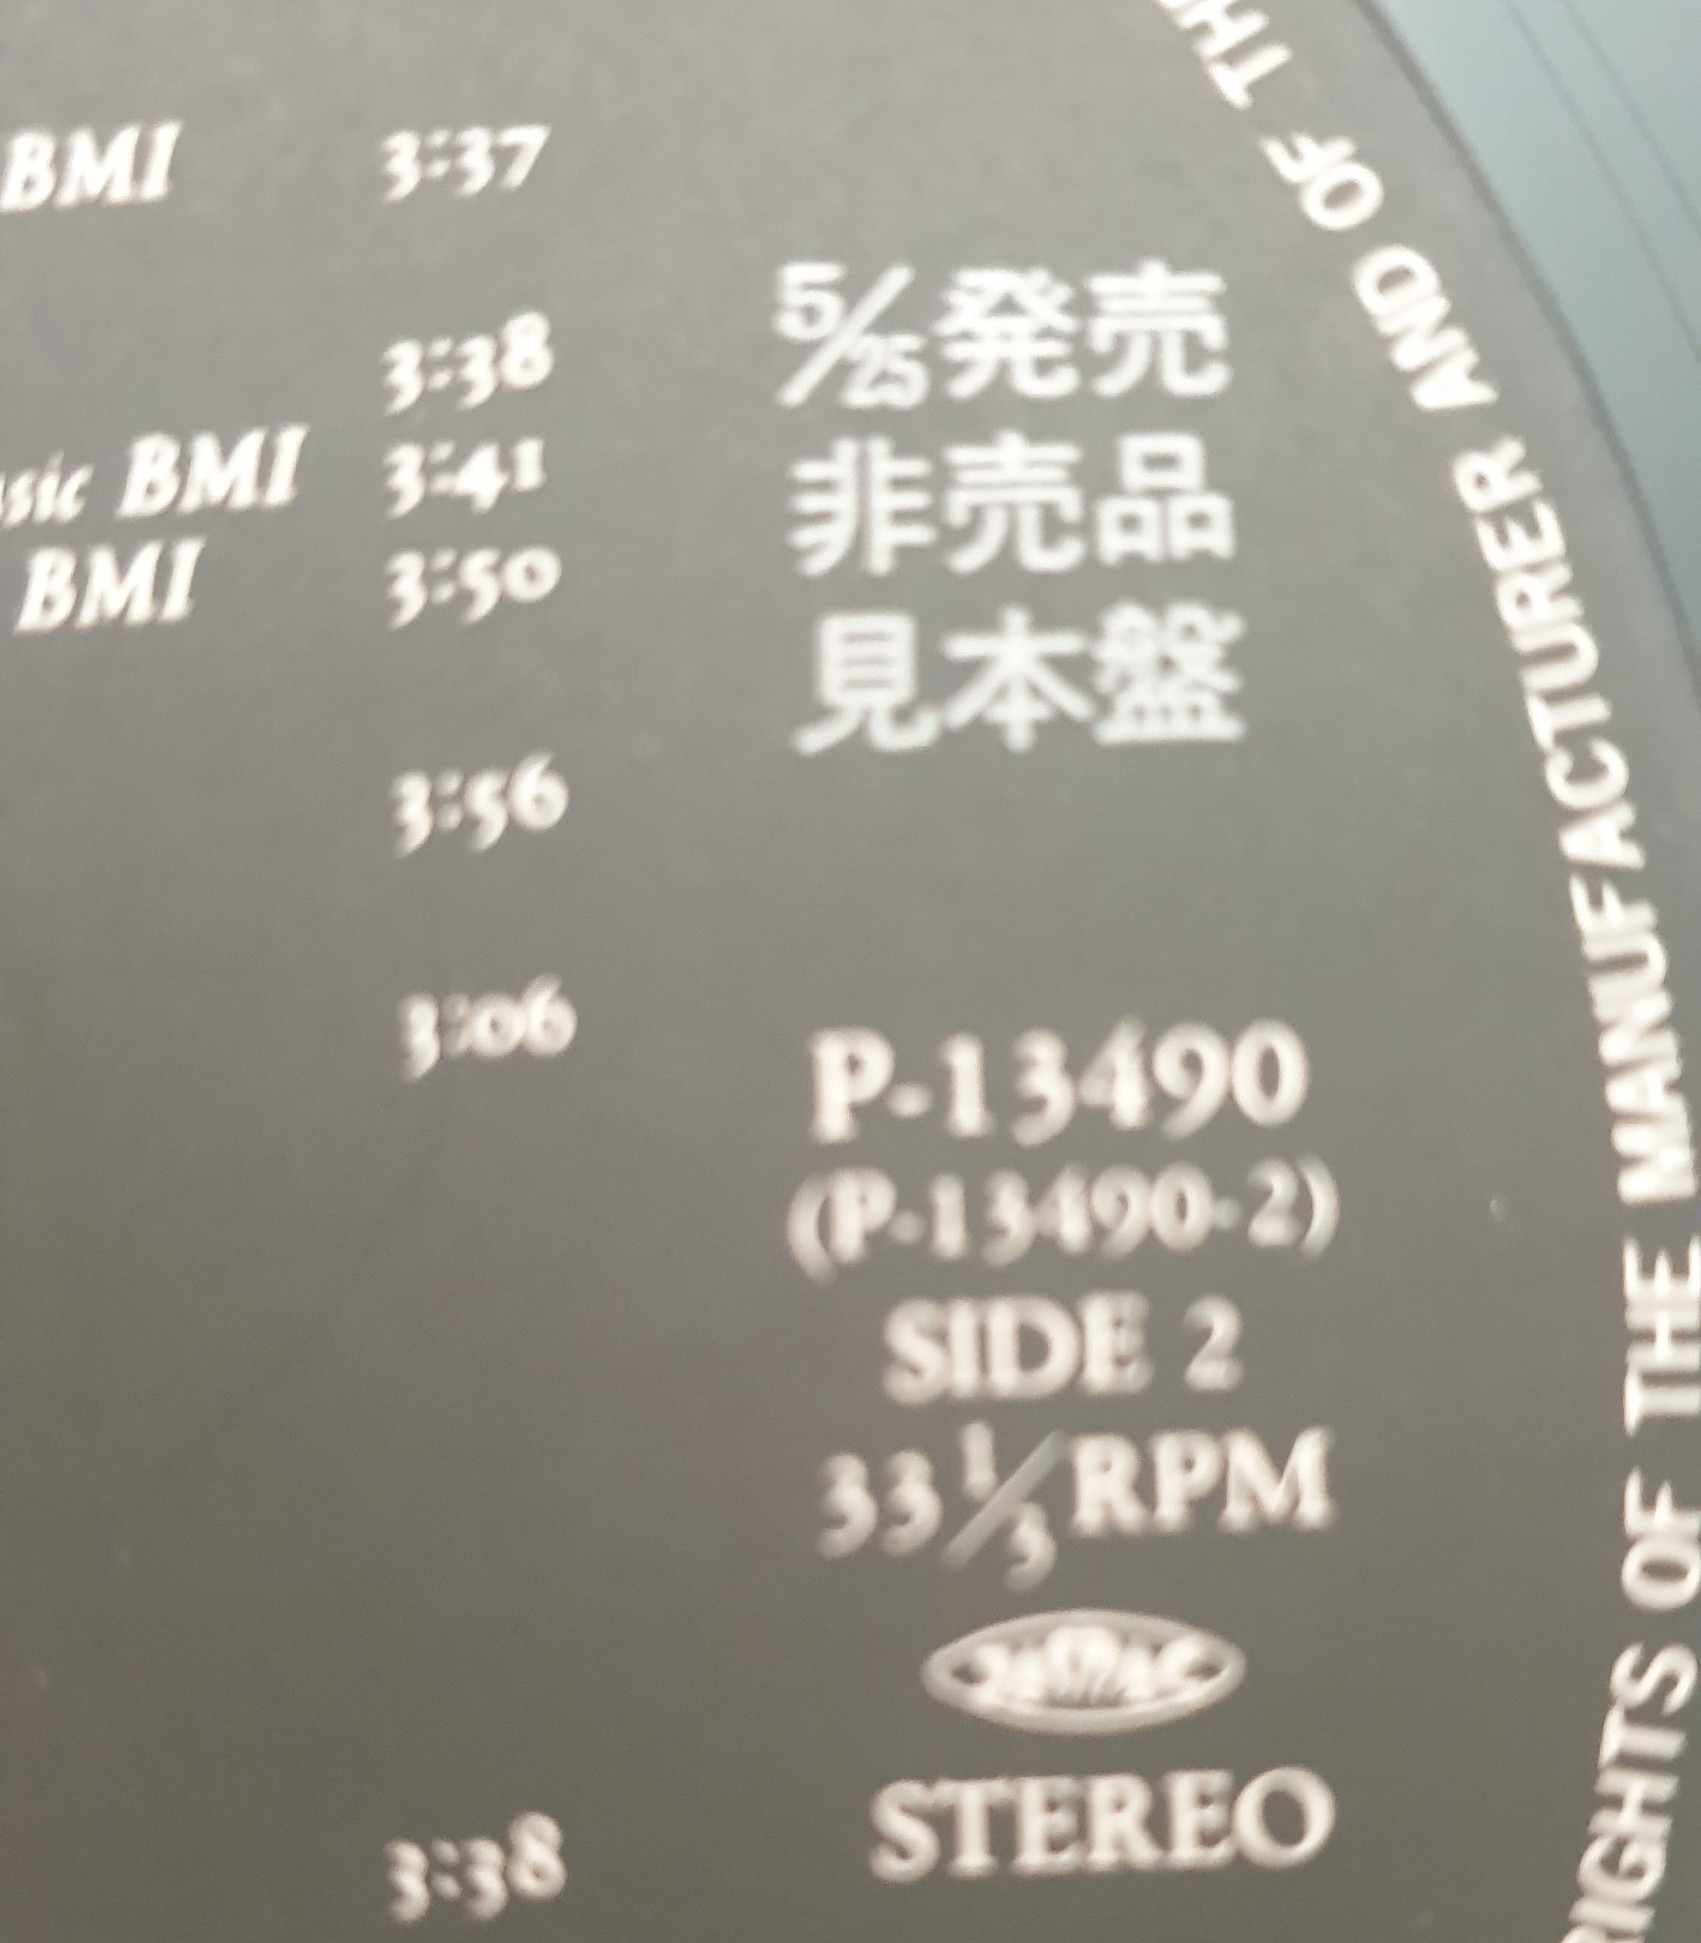 BMI 3:37
3:38
BMI 3:41
BMI 3:50
3:56
3:06
3:38
5/25発売
非売品
見本盤
P-13490
(P-13490-2)
SIDE 2
33 1/3 RPM
STEREO
RIGHTS OF THE MANUFACTURER AND OF